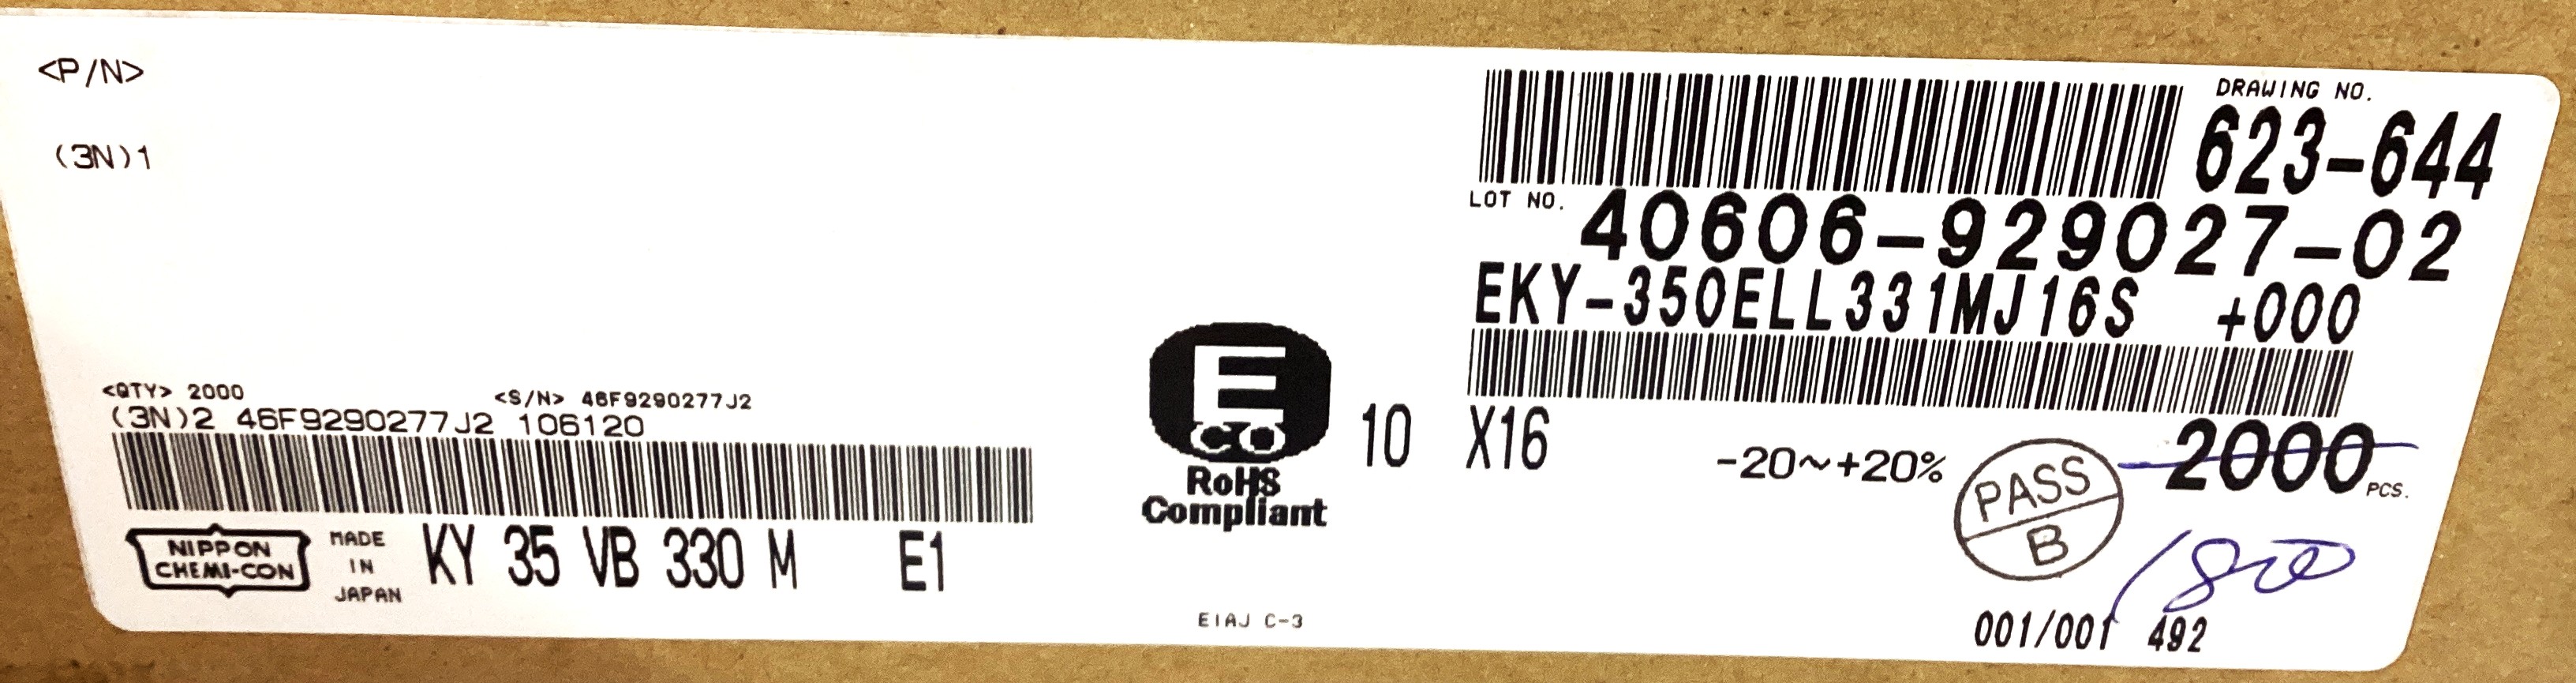 <P/N>
(3N)1
DRAWING NO.
623-644
LOT NO. 40606-929027-02
EKY-350ELL331MJ16S +000
<QTY> 2000 <S/N> 46F9290277J2
(3N)2 46F9290277J2 106120
E
CO
RoHS
Compliant
10 X16 -20~+20% 2000 PCS.
PASS
B
1800
NIPPON
CHEMI-CON
MADE
IN
JAPAN
KY 35 VB 330 M E1
EIAJ C-3
001/001 492